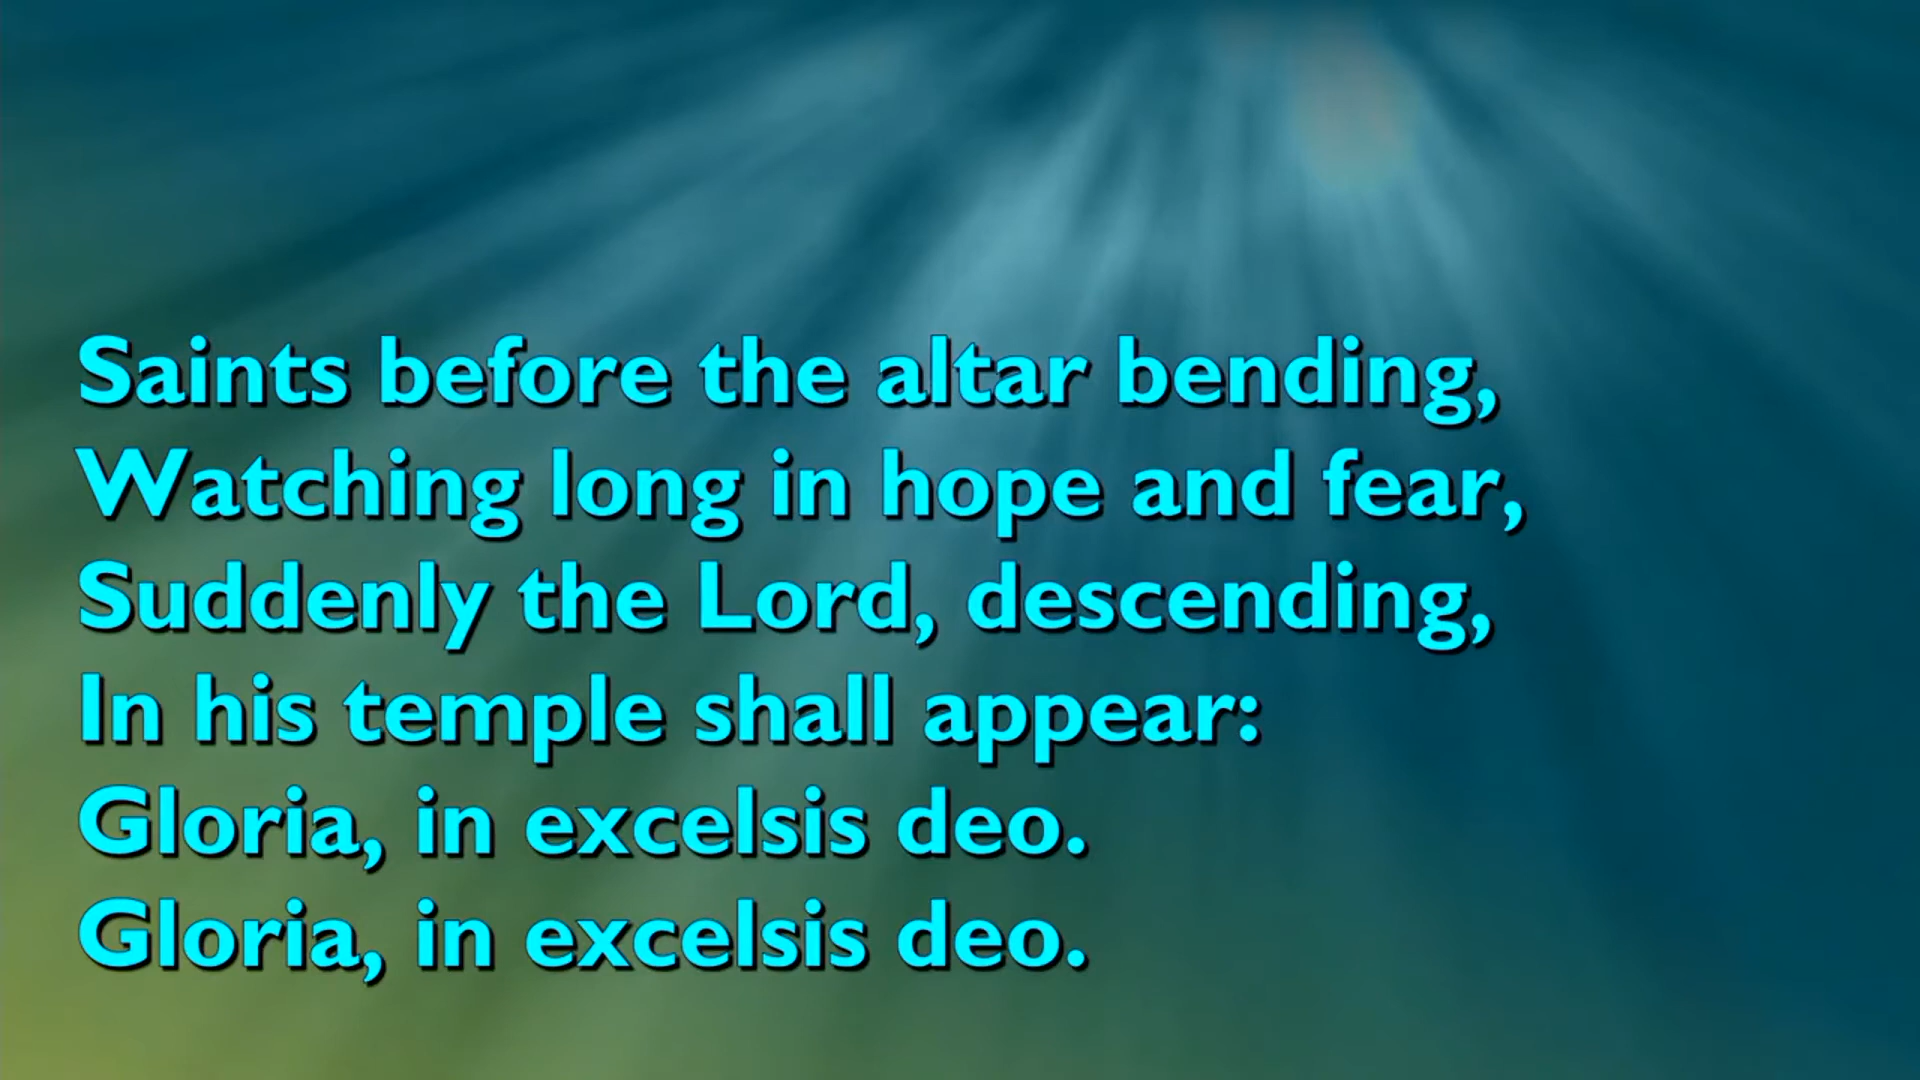 Saints before the altar bending,
Watching long in hope and fear,
Suddenly the Lord, descending,
In his temple shall appear:
Gloria, in excelsis deo.
Gloria, in excelsis deo.